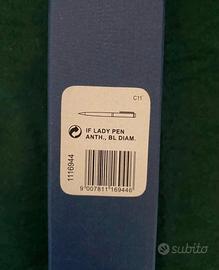 C11
IF LADY PEN
ANTH., BL DIAM.
1116944
9 007811 169446
subito